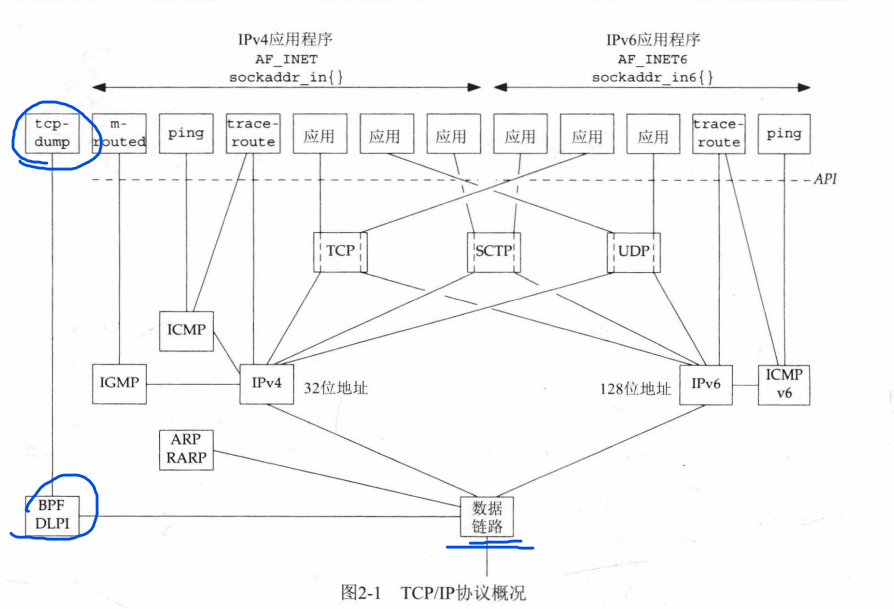 IPv4应用程序
AF_INET
sockaddr_in{}
IPv6应用程序
AF_INET6
sockaddr_in6{}
tcp-
dump
m-
routed
ping
trace-
route
应用
应用
应用
应用
应用
应用
trace-
route
ping
API
TCP
SCTP
UDP
ICMP
IGMP
IPv4
32位地址
128位地址
IPv6
ICMP
v6
ARP
RARP
BPF
DLPI
数据
链路
图2-1 TCP/IP协议概况